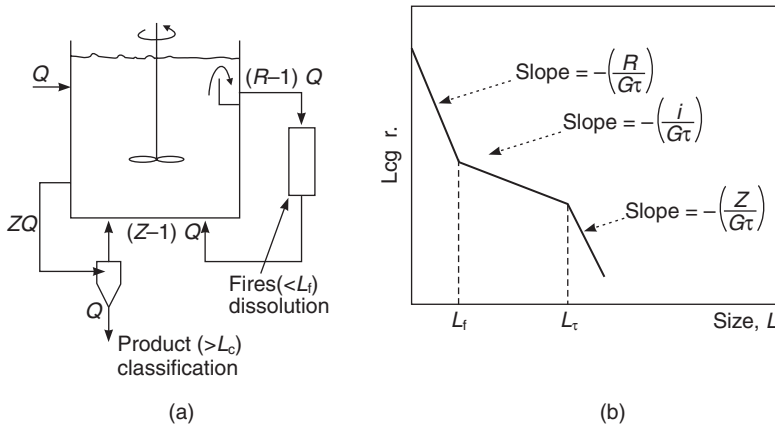 Q
(R–1) Q
ZQ
(Z–1) Q
Q
Fires(<Lf)
dissolution
Product (>Lc)
classification
(a)
Lcg r.
Slope = –(R/Gτ)
Slope = –(i/Gτ)
Slope = –(Z/Gτ)
Lf
Lτ
Size, L
(b)